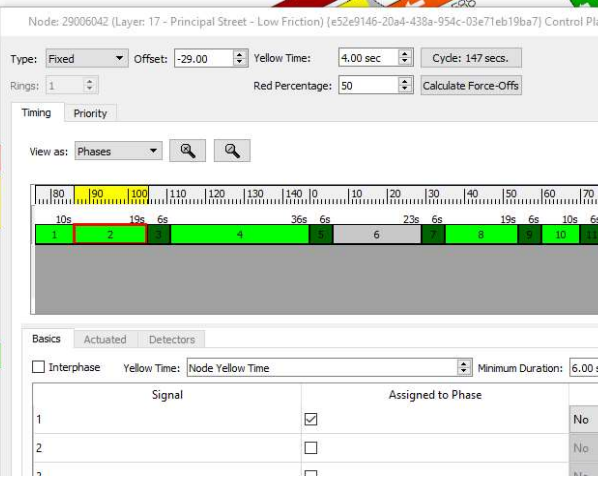 Node: 29006042 (Layer: 17 - Principal Street - Low Friction) {e52e9146-20a4-438a-954c-03e71eb19ba7} Control Pla
Type: Fixed Offset: -29.00 Yellow Time: 4.00 sec Cycle: 147 secs.
Rings: 1 Red Percentage: 50 Calculate Force-Offs
Timing Priority
View as: Phases
80 90 100 110 120 130 140 0 10 20 30 40 50 60 70
10s 19s 6s 36s 6s 23s 6s 19s 6s 10s 6s
1 2 3 4 5 6 7 8 9 10 11
Basics Actuated Detectors
Interphase Yellow Time: Node Yellow Time Minimum Duration: 6.00 s
Signal Assigned to Phase
1 No
2 No
3 No